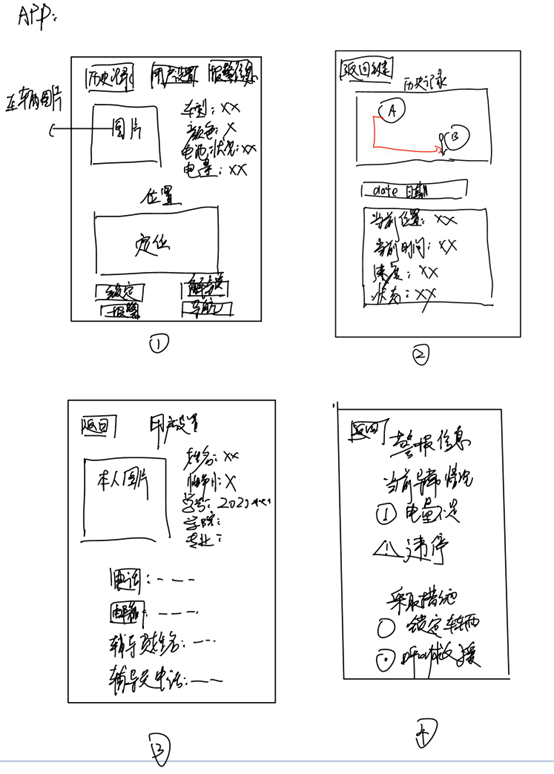 APP:
历史记录 用户设置 报警信息
车辆图片
图片
车型: XX
颜色: X
电池状况: XX
电量: XX
位置
定位
锁定 解锁
报警 导航
①
返回键
历史记录
A
B
date 日期
当前位置: XX
当前时间: XX
速度: XX
状态: XX
②
返回 用户设置
本人图片
姓名: XX
性别: X
学号: 2021
学院:
专业:
电话: ---
邮箱: ---
辅导员姓名: ---
辅导员电话: ---
③
返回
警报信息
当前异常情况
① 电量没
违停
采取措施
锁定车辆
呼叫救援
④